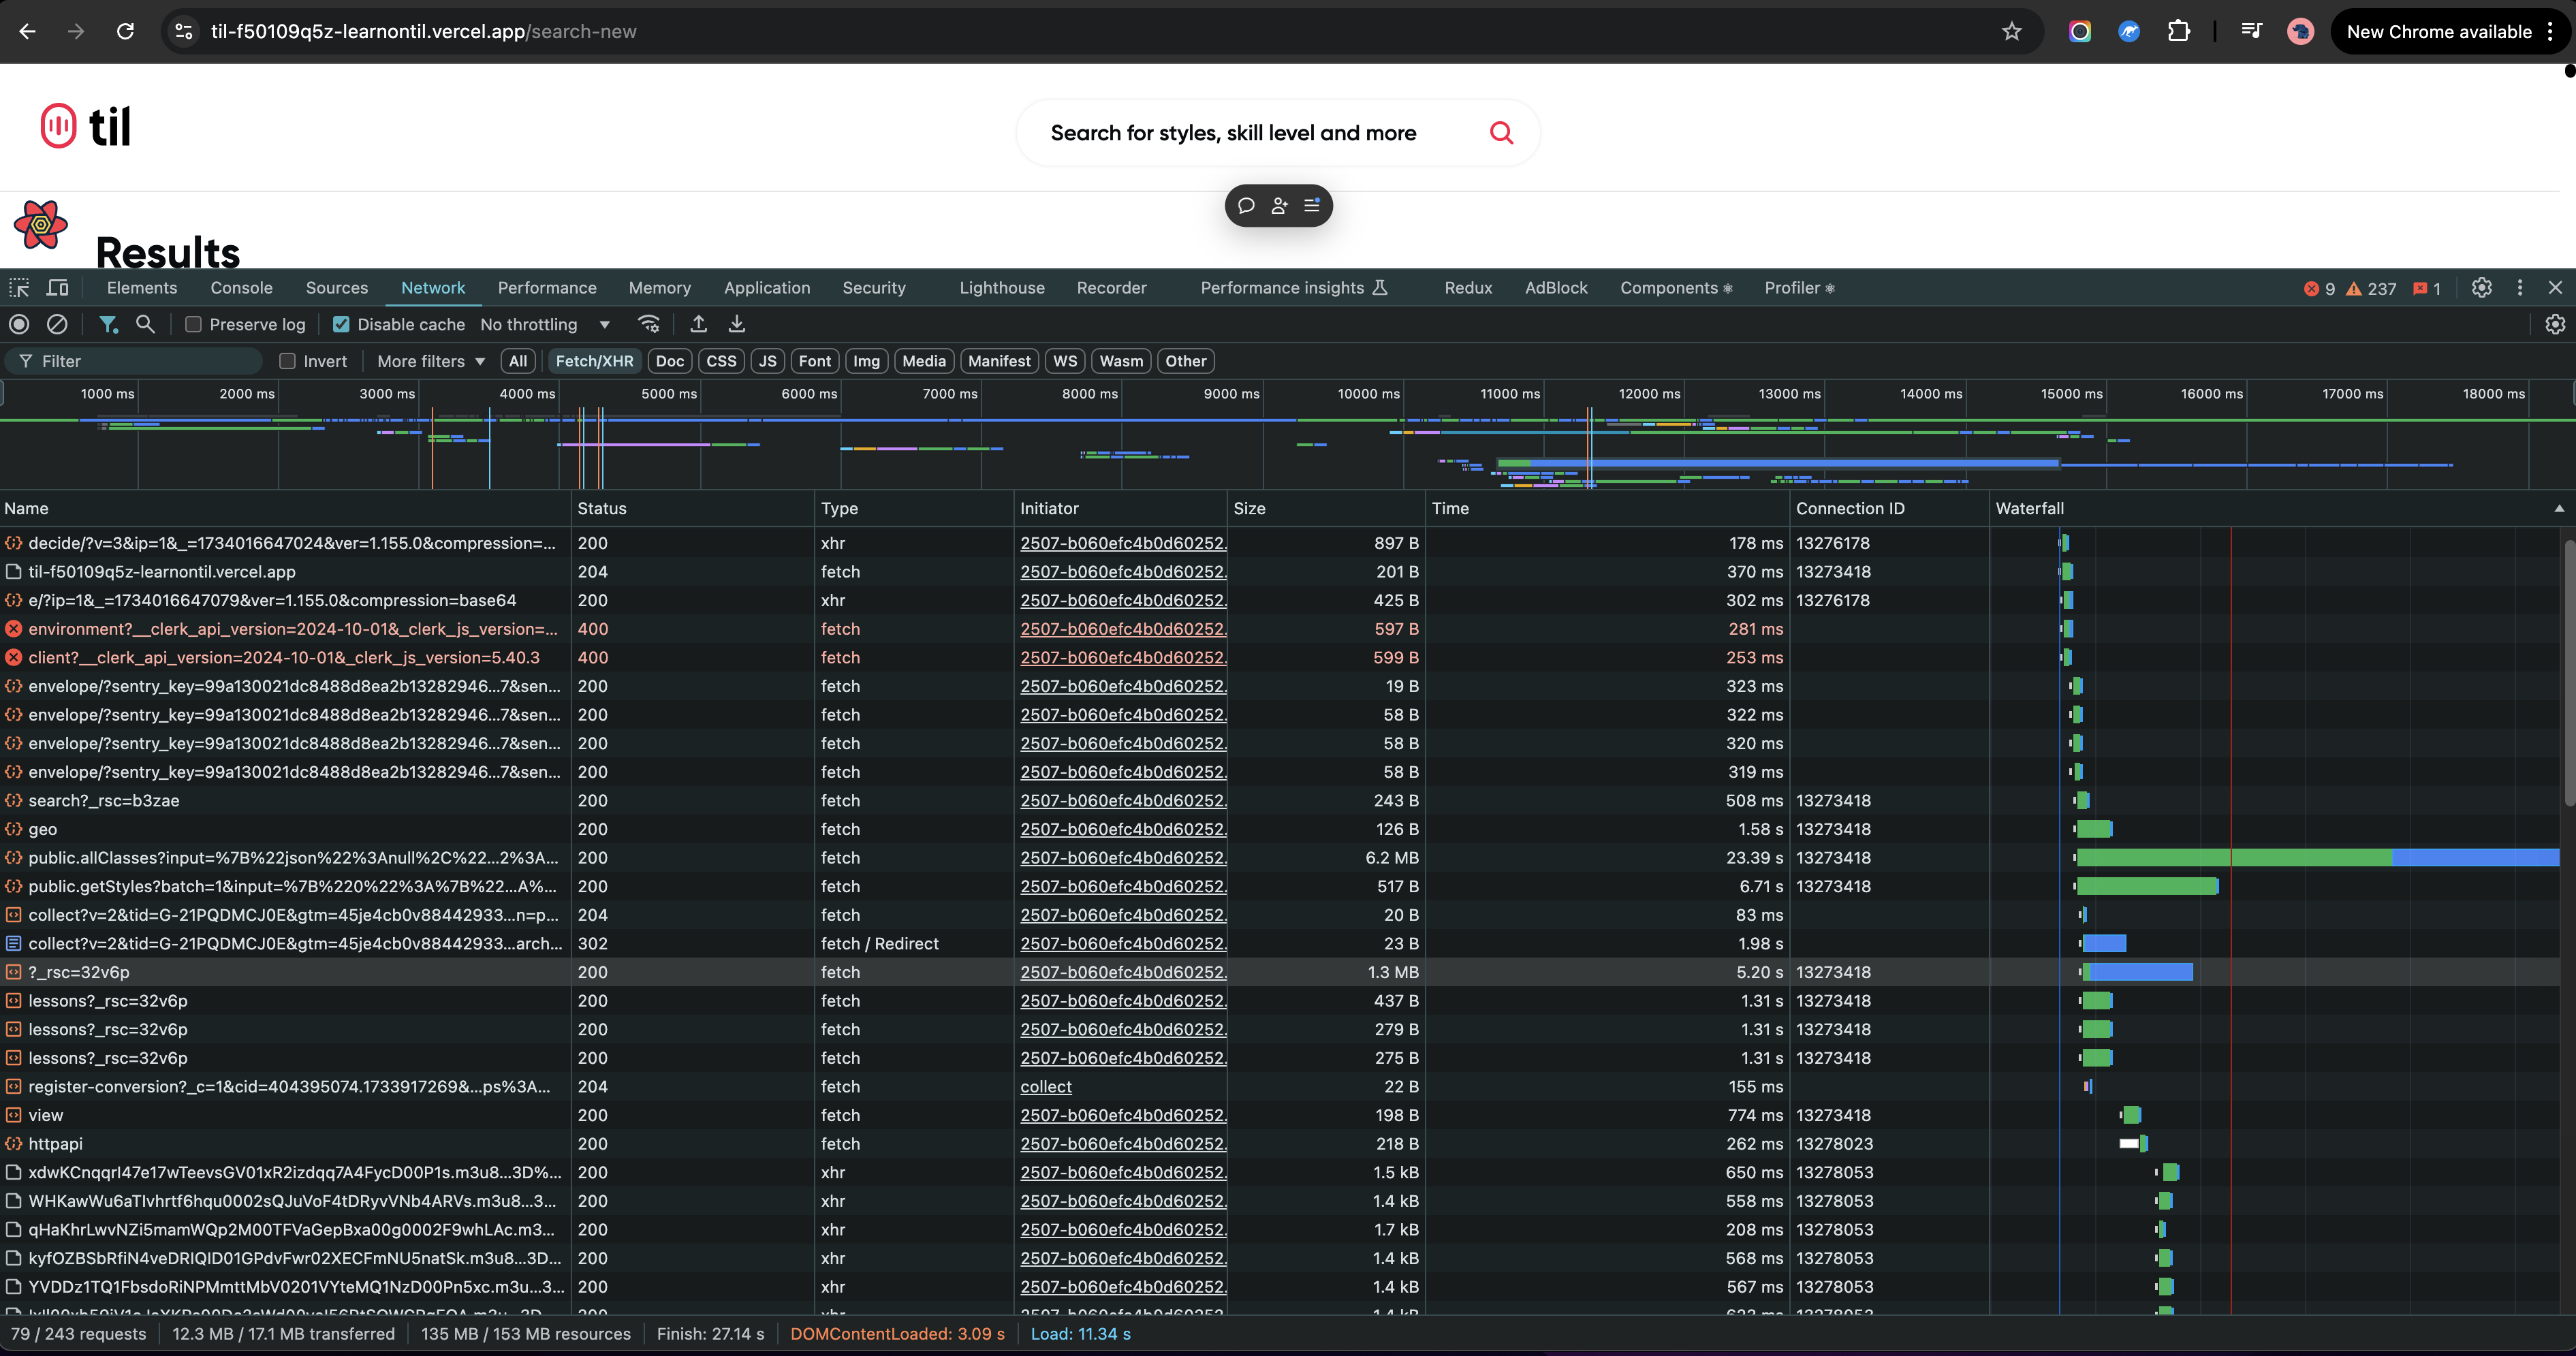 til-f50109q5z-learnontil.vercel.app/search-new New Chrome available
til Search for styles, skill level and more
Results
Elements Console Sources Network Performance Memory Application Security Lighthouse Recorder Performance insights Redux AdBlock Components Profiler 9 237 1
Preserve log Disable cache No throttling
Filter Invert More filters All Fetch/XHR Doc CSS JS Font Img Media Manifest WS Wasm Other
1000 ms 2000 ms 3000 ms 4000 ms 5000 ms 6000 ms 7000 ms 8000 ms 9000 ms 10000 ms 11000 ms 12000 ms 13000 ms 14000 ms 15000 ms 16000 ms 17000 ms 18000 ms
Name Status Type Initiator Size Time Connection ID Waterfall
decide/?v=3&ip=1&_=1734016647024&ver=1.155.0&compression=... 200 xhr 2507-b060efc4b0d60252. 897 B 178 ms 13276178
til-f50109q5z-learnontil.vercel.app 204 fetch 2507-b060efc4b0d60252. 201 B 370 ms 13273418
e/?ip=1&_=1734016647079&ver=1.155.0&compression=base64 200 xhr 2507-b060efc4b0d60252. 425 B 302 ms 13276178
environment?__clerk_api_version=2024-10-01&_clerk_js_version=... 400 fetch 2507-b060efc4b0d60252. 597 B 281 ms
client?__clerk_api_version=2024-10-01&_clerk_js_version=5.40.3 400 fetch 2507-b060efc4b0d60252. 599 B 253 ms
envelope/?sentry_key=99a130021dc8488d8ea2b13282946...7&sen... 200 fetch 2507-b060efc4b0d60252. 19 B 323 ms
envelope/?sentry_key=99a130021dc8488d8ea2b13282946...7&sen... 200 fetch 2507-b060efc4b0d60252. 58 B 322 ms
envelope/?sentry_key=99a130021dc8488d8ea2b13282946...7&sen... 200 fetch 2507-b060efc4b0d60252. 58 B 320 ms
envelope/?sentry_key=99a130021dc8488d8ea2b13282946...7&sen... 200 fetch 2507-b060efc4b0d60252. 58 B 319 ms
search?_rsc=b3zae 200 fetch 2507-b060efc4b0d60252. 243 B 508 ms 13273418
geo 200 fetch 2507-b060efc4b0d60252. 126 B 1.58 s 13273418
public.allClasses?input=%7B%22json%22%3Anull%2C%22...2%3A... 200 fetch 2507-b060efc4b0d60252. 6.2 MB 23.39 s 13273418
public.getStyles?batch=1&input=%7B%220%22%3A%7B%22...A%... 200 fetch 2507-b060efc4b0d60252. 517 B 6.71 s 13273418
collect?v=2&tid=G-21PQDMCJ0E&gtm=45je4cb0v88442933...n=p... 204 fetch 2507-b060efc4b0d60252. 20 B 83 ms
collect?v=2&tid=G-21PQDMCJ0E&gtm=45je4cb0v88442933...arch... 302 fetch / Redirect 2507-b060efc4b0d60252. 23 B 1.98 s
?_rsc=32v6p 200 fetch 2507-b060efc4b0d60252. 1.3 MB 5.20 s 13273418
lessons?_rsc=32v6p 200 fetch 2507-b060efc4b0d60252. 437 B 1.31 s 13273418
lessons?_rsc=32v6p 200 fetch 2507-b060efc4b0d60252. 279 B 1.31 s 13273418
lessons?_rsc=32v6p 200 fetch 2507-b060efc4b0d60252. 275 B 1.31 s 13273418
register-conversion?_c=1&cid=404395074.1733917269&...ps%3A... 204 fetch collect 22 B 155 ms
view 200 fetch 2507-b060efc4b0d60252. 198 B 774 ms 13273418
httpapi 200 fetch 2507-b060efc4b0d60252. 218 B 262 ms 13278023
xdwKCnqqrI47e17wTeevsGV01xR2izdqq7A4FycD00P1s.m3u8...3D%... 200 xhr 2507-b060efc4b0d60252. 1.5 kB 650 ms 13278053
WHKawWu6aTIvhrtf6hqu0002sQJuVoF4tDRyvVNb4ARVs.m3u8...3... 200 xhr 2507-b060efc4b0d60252. 1.4 kB 558 ms 13278053
qHaKhrLwvNZi5mamWQp2M00TFVaGepBxa00g0002F9whLAc.m3... 200 xhr 2507-b060efc4b0d60252. 1.7 kB 208 ms 13278053
kyfOZBSbRfiN4veDRIQID01GPdvFwr02XECFmNU5natSk.m3u8...3D... 200 xhr 2507-b060efc4b0d60252. 1.4 kB 568 ms 13278053
YVDDz1TQ1FbsdoRiNPMmttMbV0201VYteMQ1NzD00Pn5xc.m3u...3... 200 xhr 2507-b060efc4b0d60252. 1.4 kB 567 ms 13278053
79 / 243 requests 12.3 MB / 17.1 MB transferred 135 MB / 153 MB resources Finish: 27.14 s DOMContentLoaded: 3.09 s Load: 11.34 s